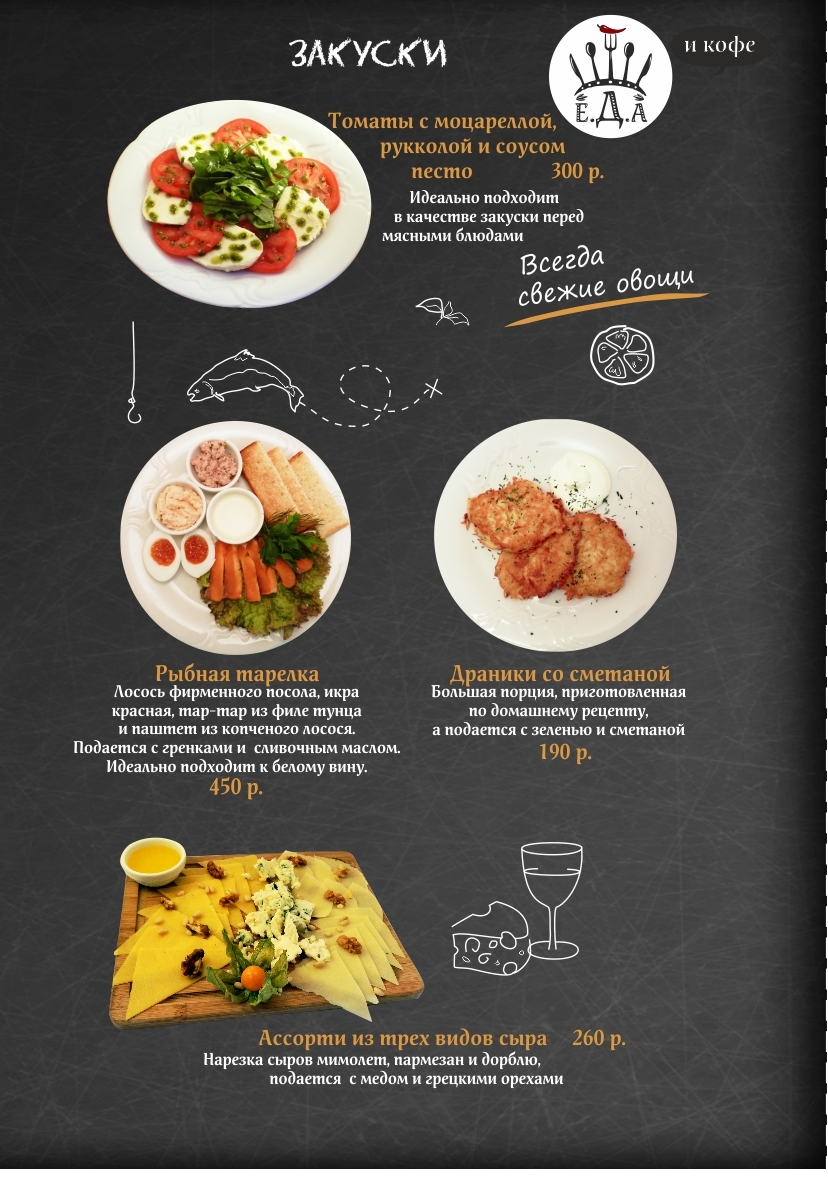 ЗАКУСКИ
Е.Д.А
и кофе
Томаты с моцареллой,
рукколой и соусом
песто 300 р.
Идеально подходит
в качестве закуски перед
мясными блюдами
Всегда
свежие овощи
Рыбная тарелка
Лосось фирменного посола, икра
красная, тар-тар из филе тунца
и паштет из копченого лосося.
Подается с гренками и сливочным маслом.
Идеально подходит к белому вину.
450 р.
Драники со сметаной
Большая порция, приготовленная
по домашнему рецепту,
а подается с зеленью и сметаной
190 р.
Ассорти из трех видов сыра 260 р.
Нарезка сыров мимолет, пармезан и дорблю,
подается с медом и грецкими орехами